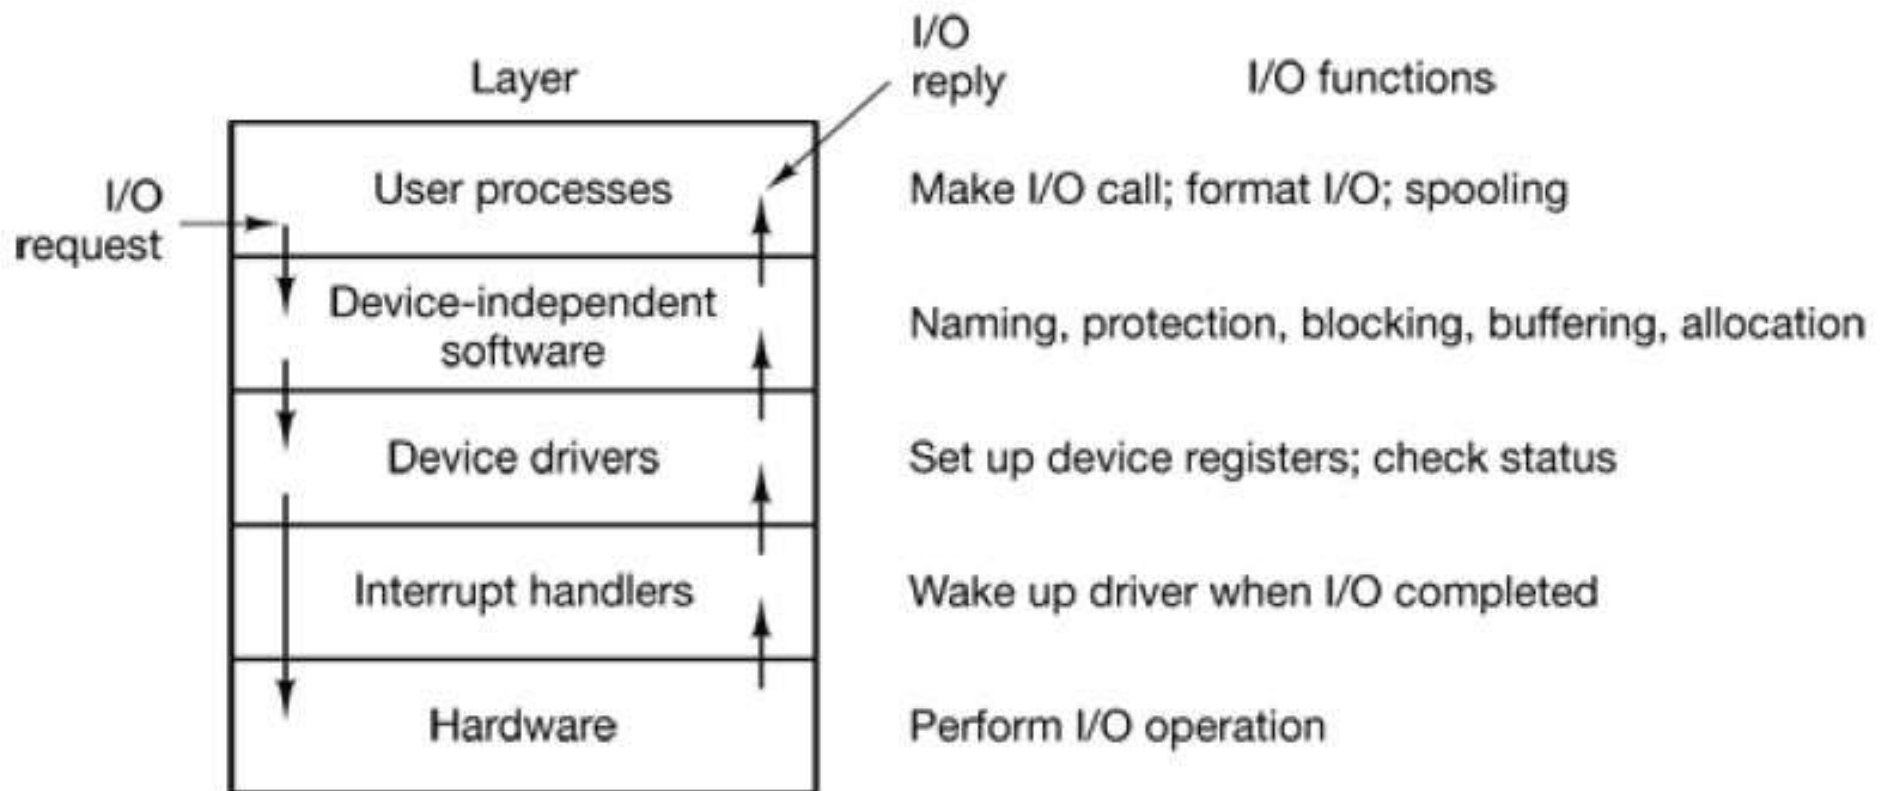 Layer
I/O
reply
I/O functions
I/O
request
User processes
Make I/O call; format I/O; spooling
Device-independent
software
Naming, protection, blocking, buffering, allocation
Device drivers
Set up device registers; check status
Interrupt handlers
Wake up driver when I/O completed
Hardware
Perform I/O operation